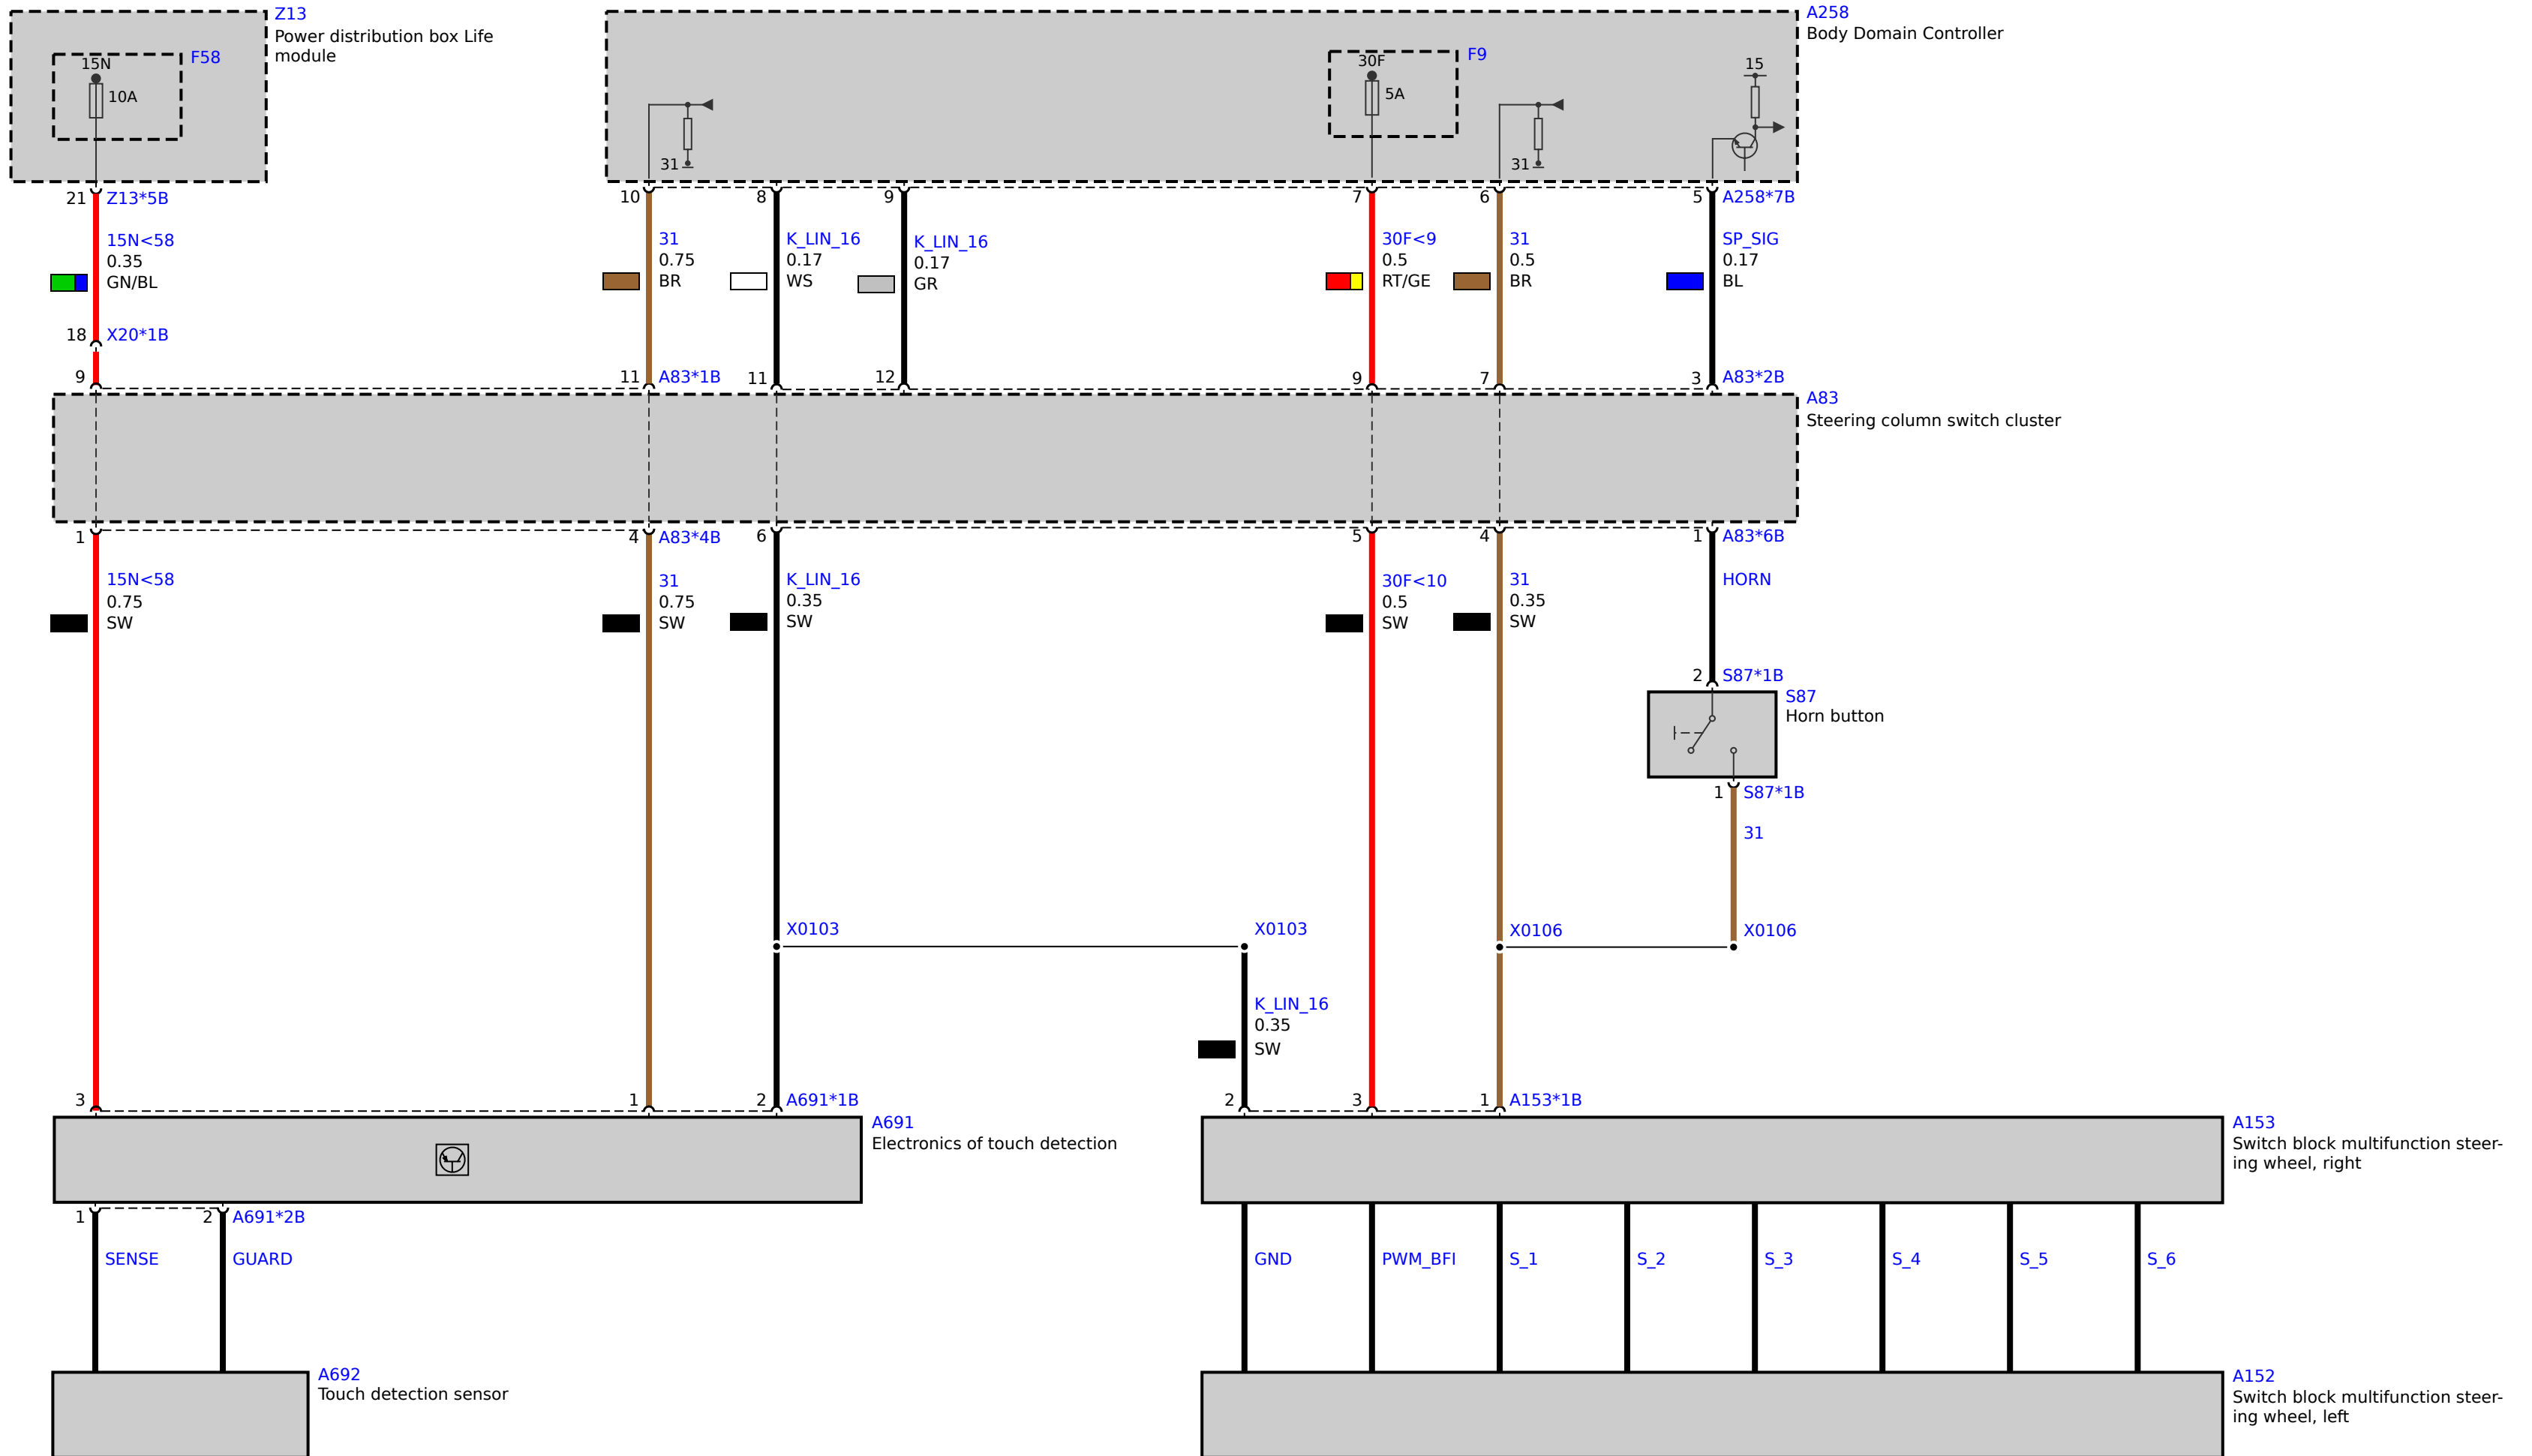 Z13
Power distribution box Life
module
F58
15N
10A
A258
Body Domain Controller
F9
30F
5A
15
31
31
21
Z13*5B
10
8
9
7
6
5
A258*7B
15N<58
0.35
GN/BL
31
0.75
BR
K_LIN_16
0.17
WS
K_LIN_16
0.17
GR
30F<9
0.5
RT/GE
31
0.5
BR
SP_SIG
0.17
BL
18
X20*1B
9
11
A83*1B
11
12
9
7
3
A83*2B
A83
Steering column switch cluster
1
4
A83*4B
6
5
4
1
A83*6B
15N<58
0.75
SW
31
0.75
SW
K_LIN_16
0.35
SW
30F<10
0.5
SW
31
0.35
SW
HORN
2
S87*1B
S87
Horn button
1
S87*1B
31
X0103
X0103
X0106
X0106
K_LIN_16
0.35
SW
3
1
2
A691*1B
2
3
1
A153*1B
A691
Electronics of touch detection
A153
Switch block multifunction steer-
ing wheel, right
1
2
A691*2B
SENSE
GUARD
GND
PWM_BFI
S_1
S_2
S_3
S_4
S_5
S_6
A692
Touch detection sensor
A152
Switch block multifunction steer-
ing wheel, left